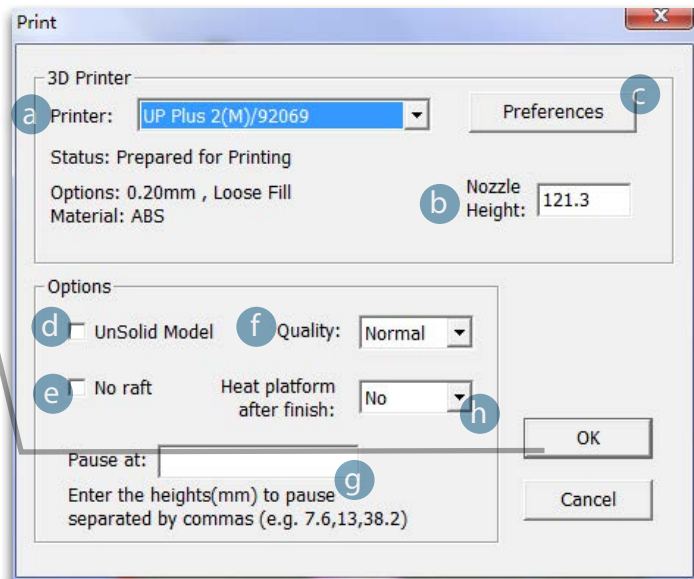 Print
x
3D Printer
a Printer: UP Plus 2(M)/92069 Preferences c
Status: Prepared for Printing
Options: 0.20mm , Loose Fill
Material: ABS
b Nozzle
Height: 121.3
Options
d UnSolid Model f Quality: Normal
e No raft Heat platform
after finish: No h
Pause at: g
Enter the heights(mm) to pause
separated by commas (e.g. 7.6,13,38.2)
OK
Cancel